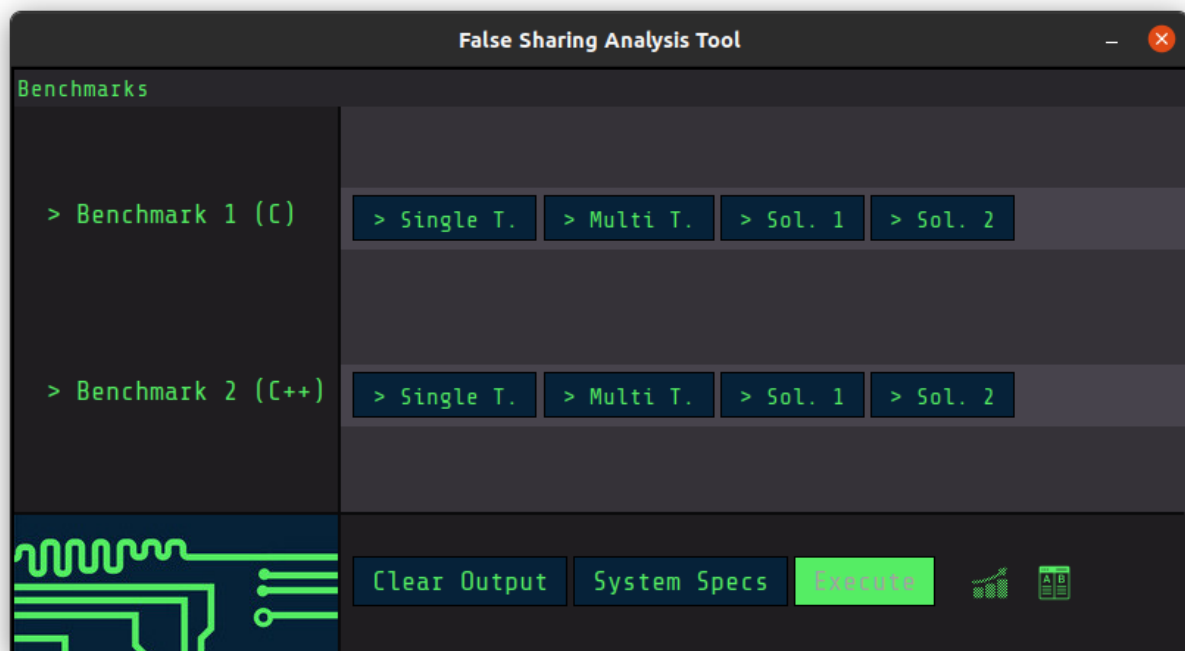 False Sharing Analysis Tool
Benchmarks
> Benchmark 1 (C)
> Single T. > Multi T. > Sol. 1 > Sol. 2
> Benchmark 2 (C++)
> Single T. > Multi T. > Sol. 1 > Sol. 2
Clear Output System Specs Execute A B